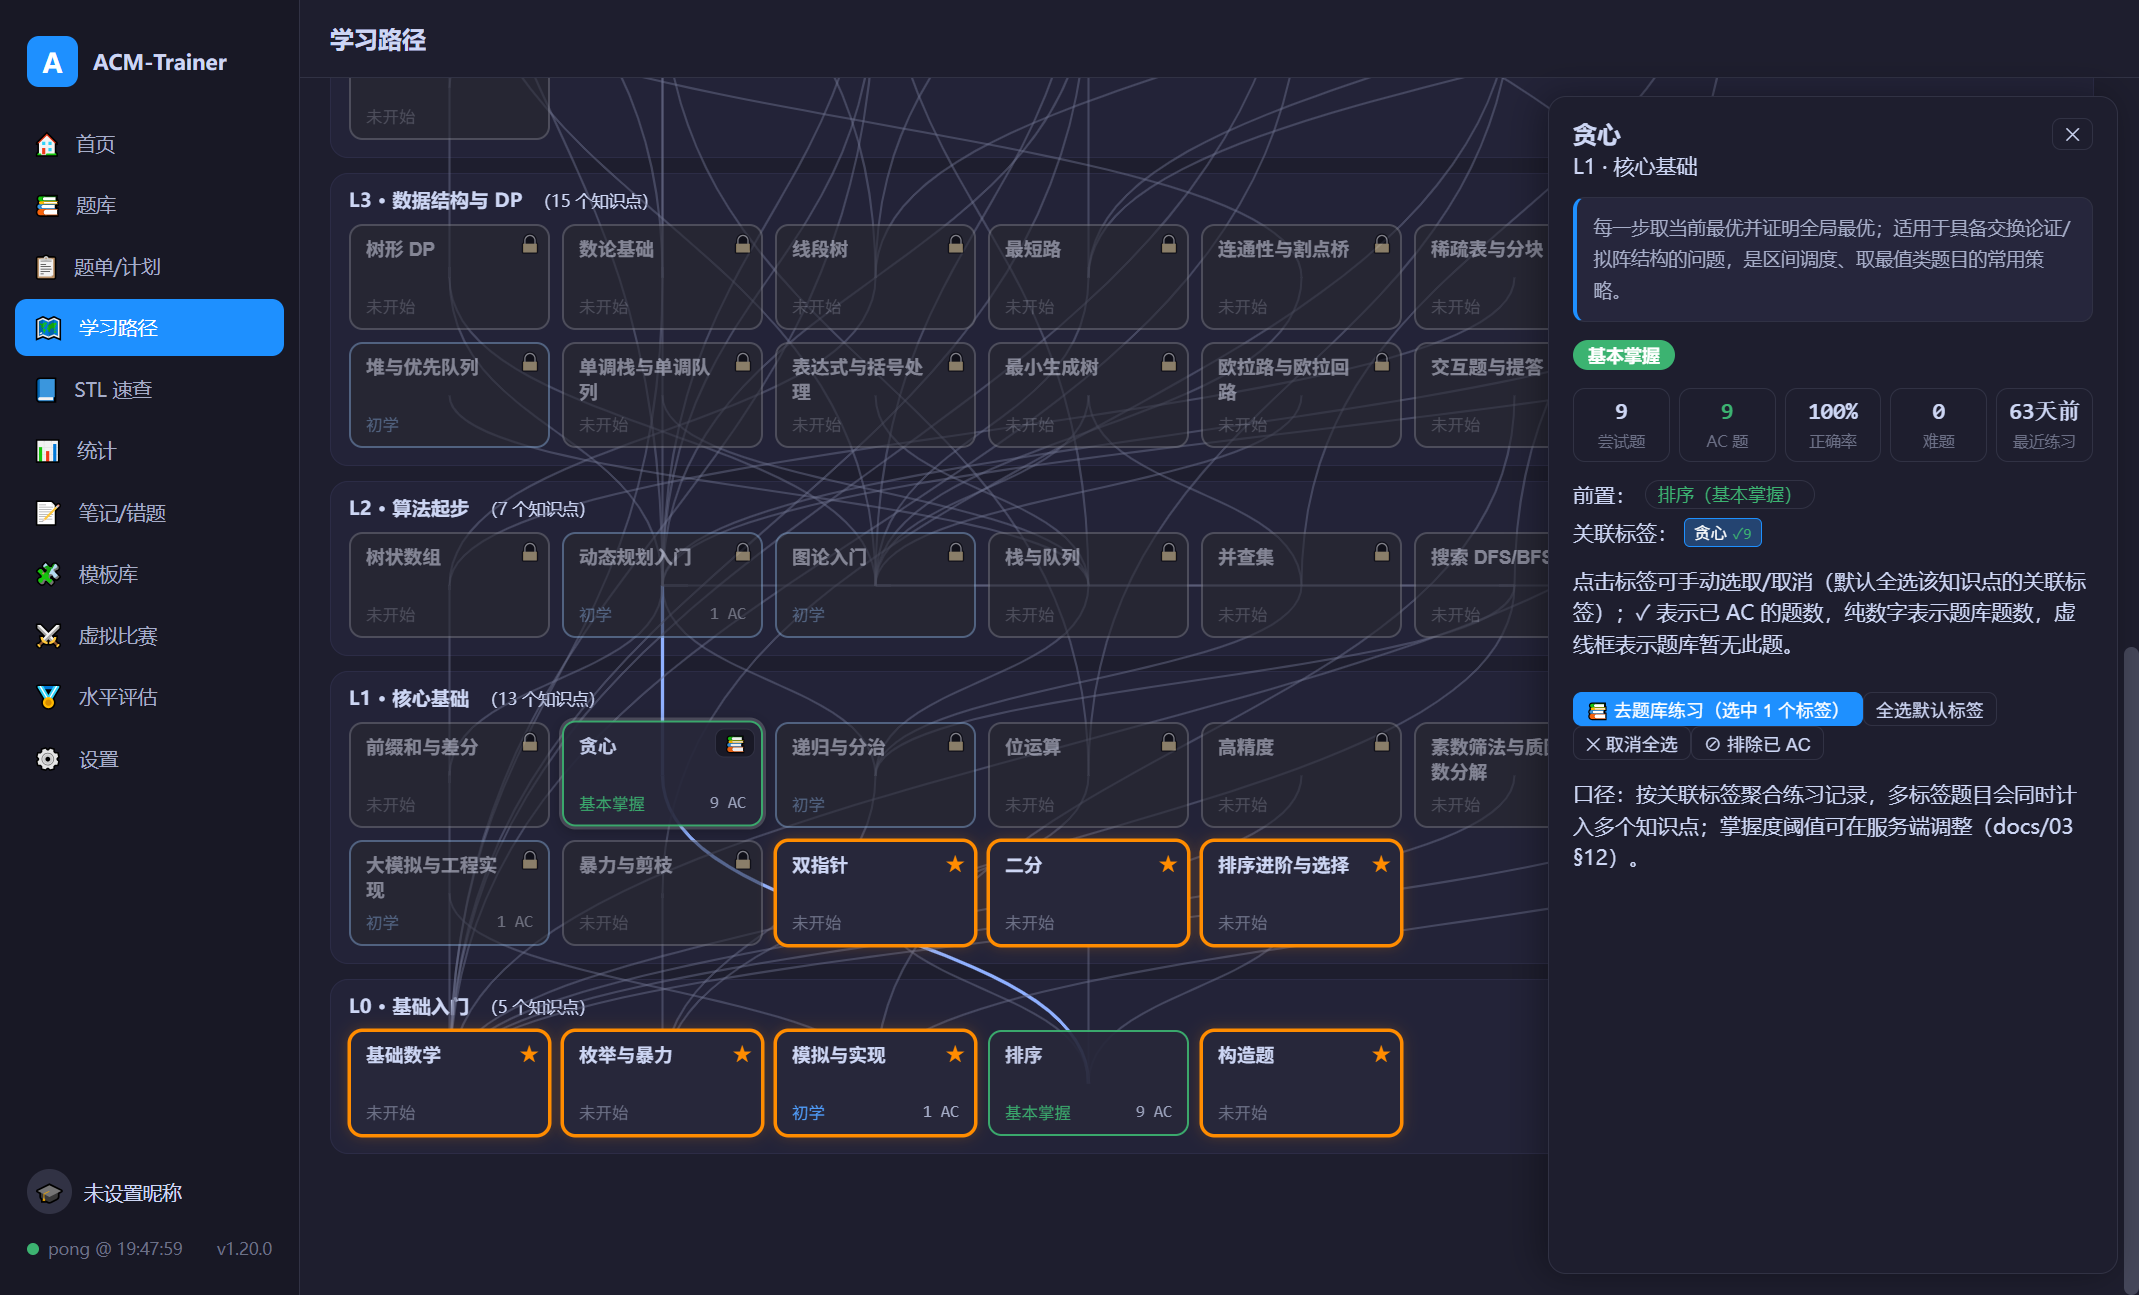 A
ACM-Trainer
首页
题库
题单/计划
学习路径
STL 速查
统计
笔记/错题
模板库
虚拟比赛
水平评估
设置
未设置昵称
pong @ 19:47:59
v1.20.0
学习路径
未开始
L3 • 数据结构与 DP (15 个知识点)
树形 DP
未开始
数论基础
未开始
线段树
未开始
最短路
未开始
连通性与割点桥
未开始
稀疏表与分块
未开始
堆与优先队列
初学
单调栈与单调队
列
未开始
表达式与括号处
理
未开始
最小生成树
未开始
欧拉路与欧拉回
路
未开始
交互题与提答
未开始
L2 • 算法起步 (7 个知识点)
树状数组
未开始
动态规划入门
初学 1 AC
图论入门
初学
栈与队列
未开始
并查集
未开始
搜索 DFS/BFS
未开始
L1 • 核心基础 (13 个知识点)
前缀和与差分
未开始
贪心
基本掌握 9 AC
递归与分治
初学
位运算
未开始
高精度
未开始
素数筛法与质
数分解
未开始
大模拟与工程实
现
初学 1 AC
暴力与剪枝
未开始
双指针
未开始
二分
未开始
排序进阶与选择
未开始
L0 • 基础入门 (5 个知识点)
基础数学
未开始
枚举与暴力
未开始
模拟与实现
初学 1 AC
排序
基本掌握 9 AC
构造题
未开始
贪心
L1 · 核心基础
每一步取当前最优并证明全局最优；适用于具备交换论证/
拟阵结构的问题，是区间调度、取最值类题目的常用策
略。
基本掌握
9
尝试题
9
AC 题
100%
正确率
0
难题
63天前
最近练习
前置： 排序（基本掌握）
关联标签： 贪心 ✓9
点击标签可手动选取/取消（默认全选该知识点的关联标
签）；✓ 表示已 AC 的题数，纯数字表示题库题数，虚
线框表示题库暂无此题。
去题库练习（选中 1 个标签） 全选默认标签
✕ 取消全选 ⊘ 排除已 AC
口径：按关联标签聚合练习记录，多标签题目会同时计
入多个知识点；掌握度阈值可在服务端调整（docs/03
§12）。